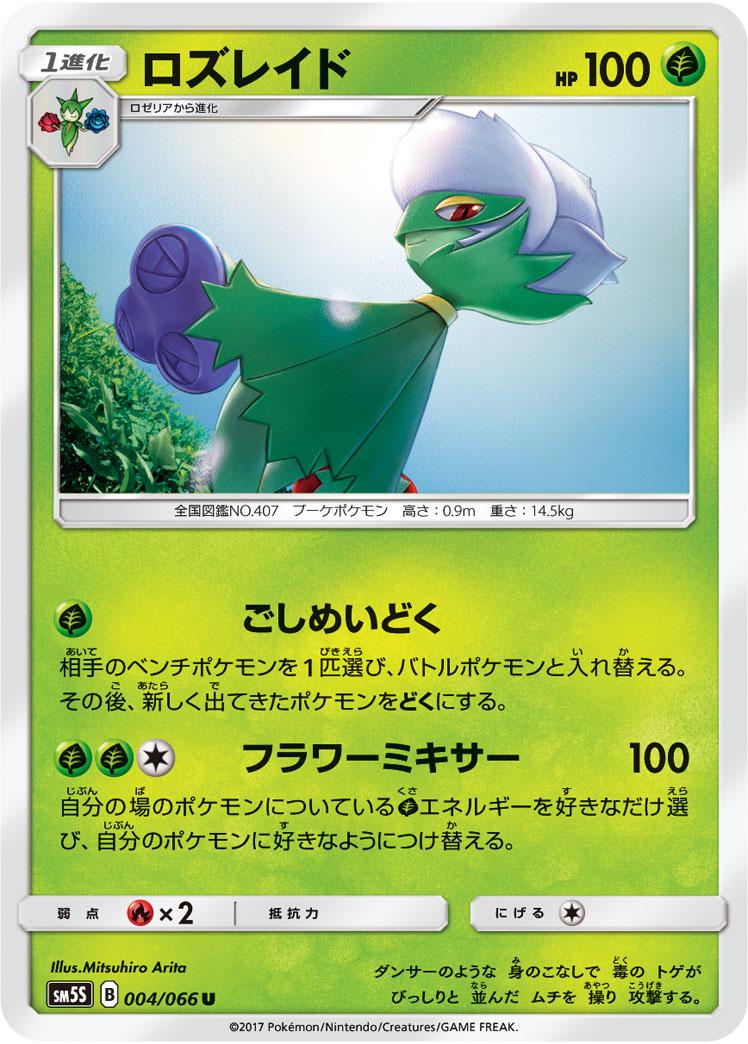 1進化 ロズレイド HP 100
ロゼリアから進化
全国図鑑NO.407 ブーケポケモン 高さ：0.9m 重さ：14.5kg
ごしめいどく
相手のベンチポケモンを1匹選び、バトルポケモンと入れ替える。
その後、新しく出てきたポケモンをどくにする。
フラワーミキサー 100
自分の場のポケモンについているエネルギーを好きなだけ選
び、自分のポケモンに好きなようにつけ替える。
弱点 ×2 抵抗力 にげる
Illus.Mitsuhiro Arita
SM5S B 004/066 U
ダンサーのような 身のこなしで 毒の トゲが
びっしりと 並んだ ムチを 操り 攻撃する。
©2017 Pokémon/Nintendo/Creatures/GAME FREAK.